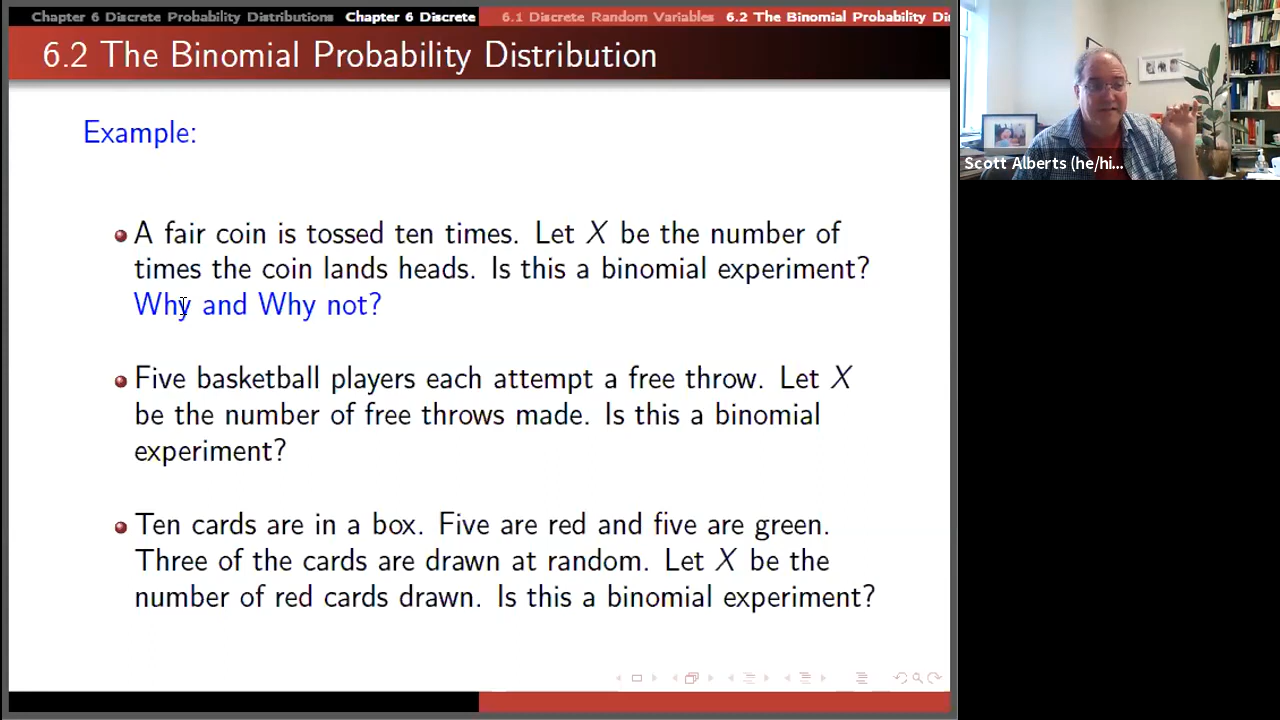 Chapter 6 Discrete Probability Distributions Chapter 6 Discrete 6.1 Discrete Random Variables 6.2 The Binomial Probability Di
6.2 The Binomial Probability Distribution
Example:
A fair coin is tossed ten times. Let X be the number of
times the coin lands heads. Is this a binomial experiment?
Why and Why not?
Five basketball players each attempt a free throw. Let X
be the number of free throws made. Is this a binomial
experiment?
Ten cards are in a box. Five are red and five are green.
Three of the cards are drawn at random. Let X be the
number of red cards drawn. Is this a binomial experiment?
Scott Alberts (he/hi...